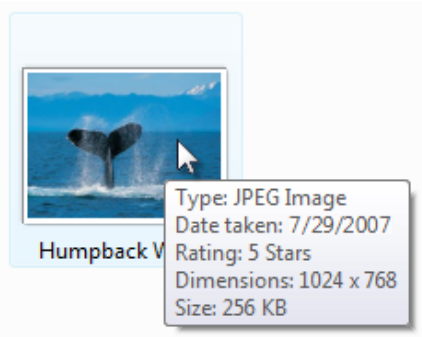 Humpback W
Type: JPEG Image
Date taken: 7/29/2007
Rating: 5 Stars
Dimensions: 1024 x 768
Size: 256 KB